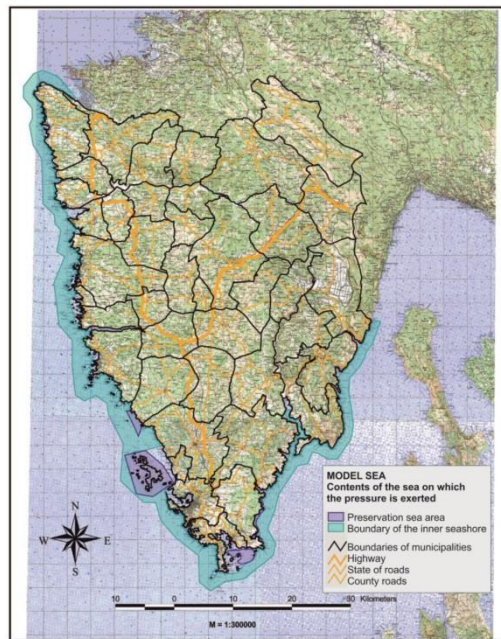 MODEL SEA
Contents of the sea on which
the pressure is exerted
Preservation sea area
Boundary of the inner seashore
Boundaries of municipalities
Highway
State of roads
County roads
N
W E
S
10 0 10 20 30 Kilometers
M = 1:300000